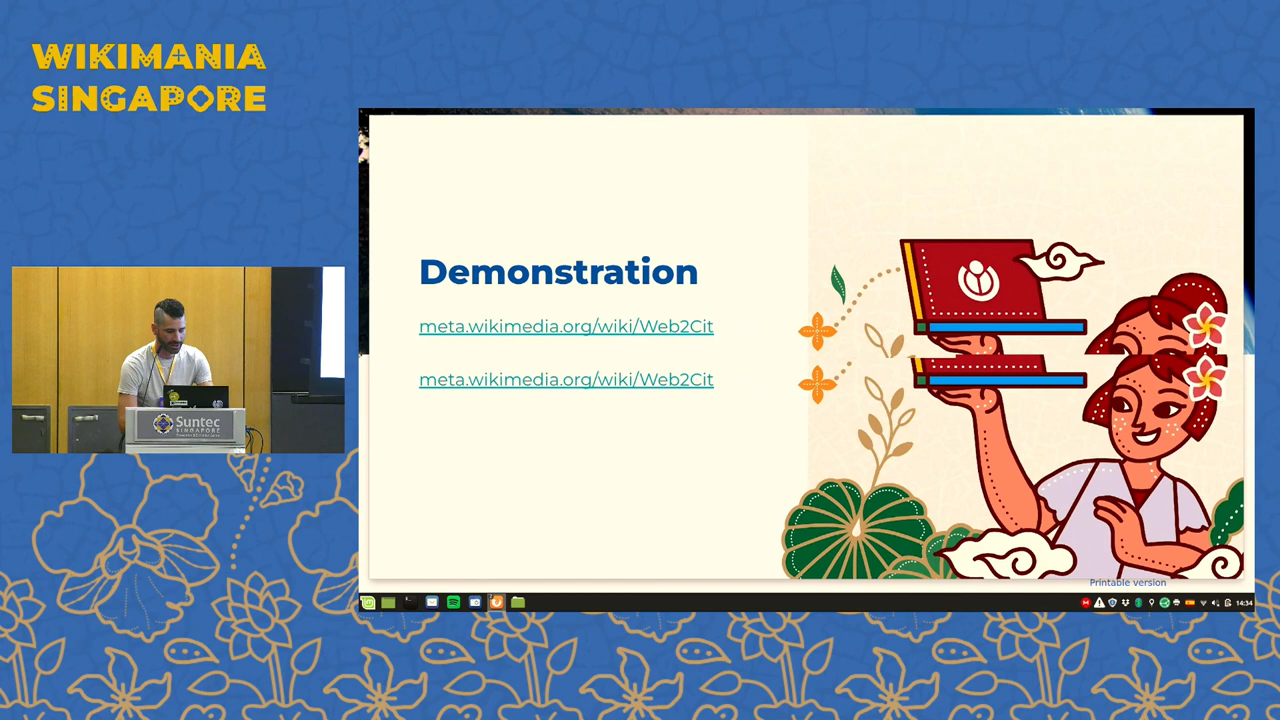 WIKIMANIA
SINGAPORE
Demonstration
meta.wikimedia.org/wiki/Web2Cit
meta.wikimedia.org/wiki/Web2Cit
Suntec
SINGAPORE
Printable version
14:34